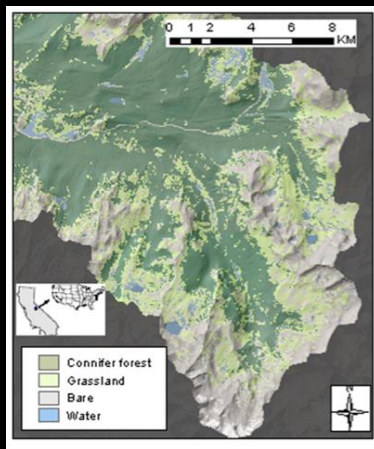 0 1 2 4 6 8
KM
Connifer forest
Grassland
Bare
Water